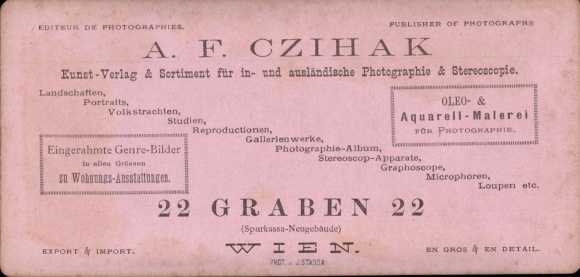 EDITEUR DE PHOTOGRAPHIES.
PUBLISHER OF PHOTOGRAPHS
A. F. CZIHAK
Kunst-Verlag & Sortiment für in- und ausländische Photographie & Stereoscopie.
Landschaften,
Portraits,
Volkstrachten,
Studien,
Reproductionen,
Gallerienwerke,
Photographie-Album,
Stereoscop-Apparate,
Graphoscope,
Microphoren,
Loupen etc.
OLEO- &
Aquarell-Malerei
FÜR PHOTOGRAPHIE.
Eingerahmte Genre-Bilder
in allen Grössen
zu Wohnungs-Ausstattungen.
22 GRABEN 22
(Sparkassa-Neugebäude)
WIEN.
EXPORT & IMPORT.
EN GROS & EN DETAIL.
PHOT. v. J. STAUDA